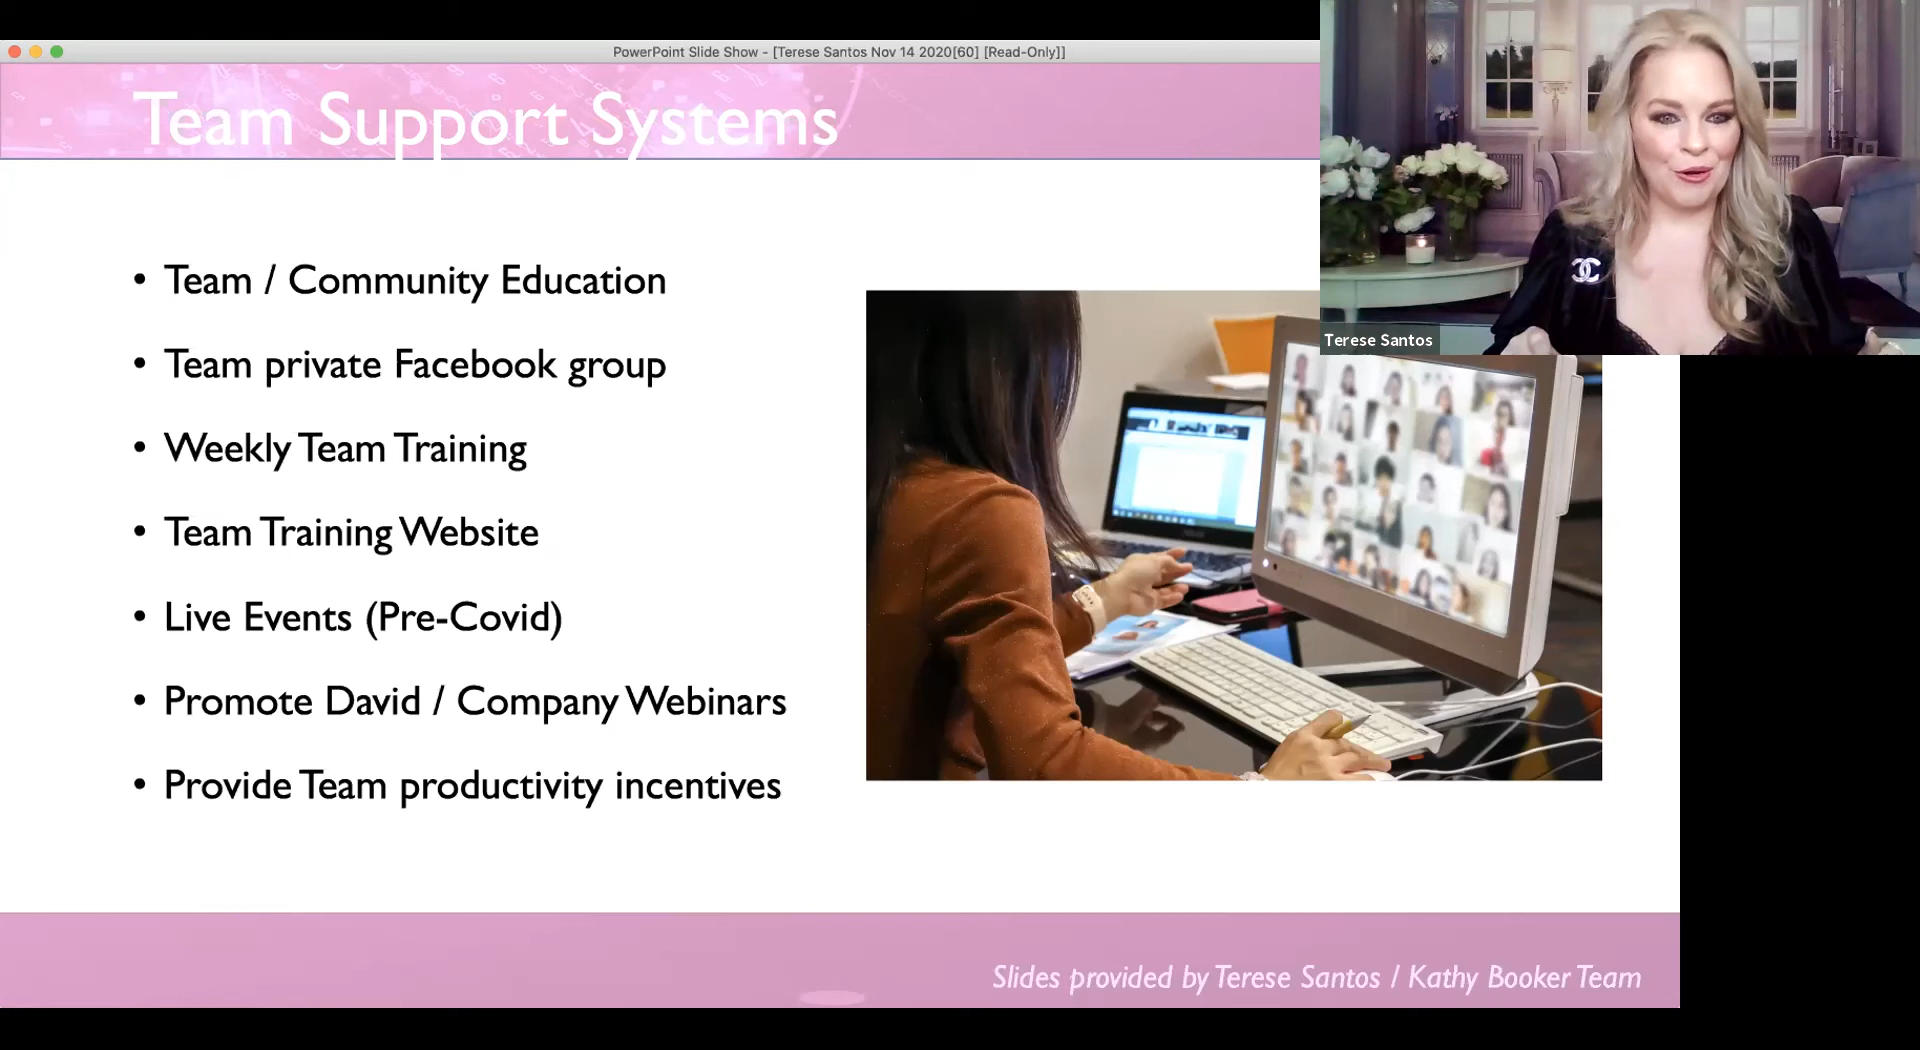 PowerPoint Slide Show - [Terese Santos Nov 14 2020[60] [Read-Only]]
Team Support Systems
Terese Santos
• Team / Community Education
• Team private Facebook group
• Weekly Team Training
• Team Training Website
• Live Events (Pre-Covid)
• Promote David / Company Webinars
• Provide Team productivity incentives
Slides provided by Terese Santos / Kathy Booker Team